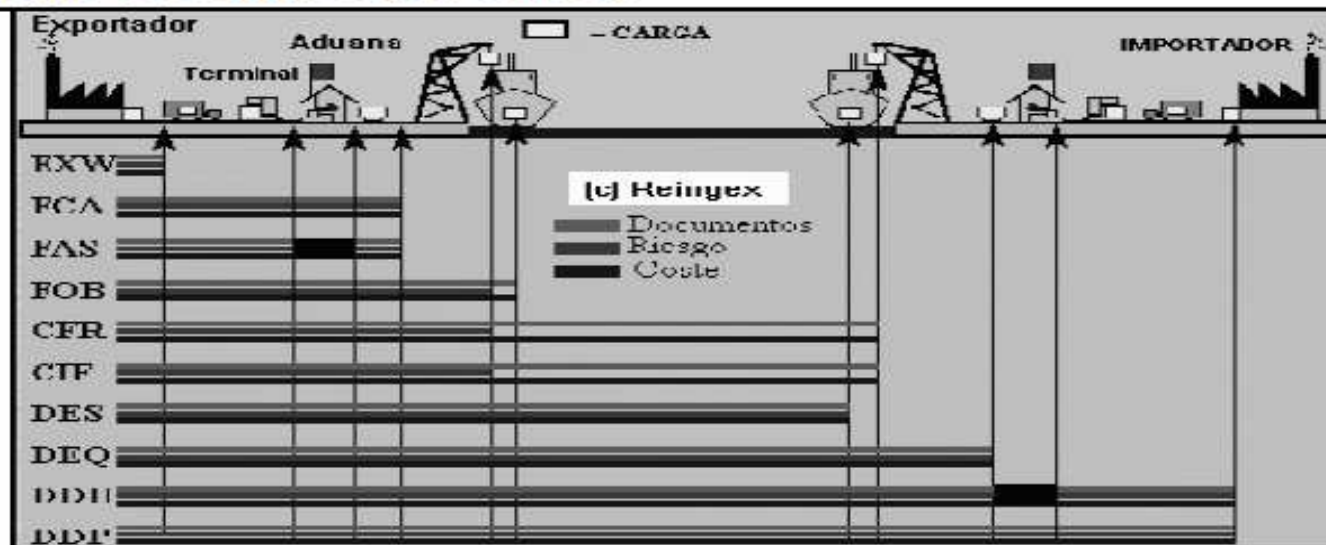 Exportador
- CARGA
Aduana
IMPORTADOR
Terminal
EXW
(c) Reingex
FCA
Documentos
FAS
Riesgo
Coste
FOB
CFR
CIF
DES
DEQ
DDU
DDP